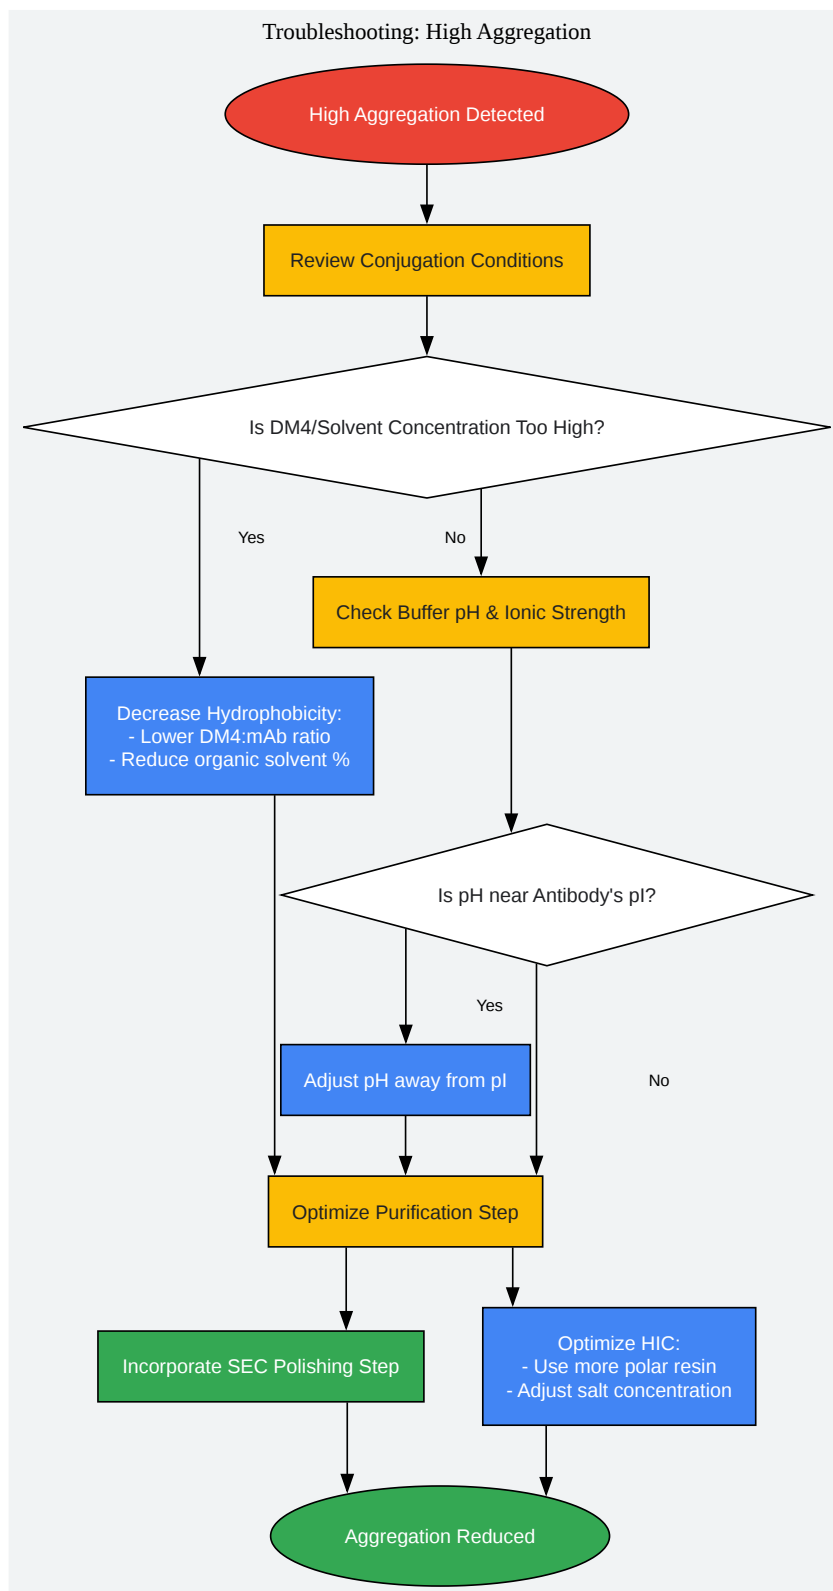 Troubleshooting: High Aggregation
High Aggregation Detected
Review Conjugation Conditions
Is DM4/Solvent Concentration Too High?
Yes
No
Check Buffer pH & Ionic Strength
Decrease Hydrophobicity:
- Lower DM4:mAb ratio
- Reduce organic solvent %
Is pH near Antibody's pI?
Yes
Adjust pH away from pI
No
Optimize Purification Step
Incorporate SEC Polishing Step
Optimize HIC:
- Use more polar resin
- Adjust salt concentration
Aggregation Reduced